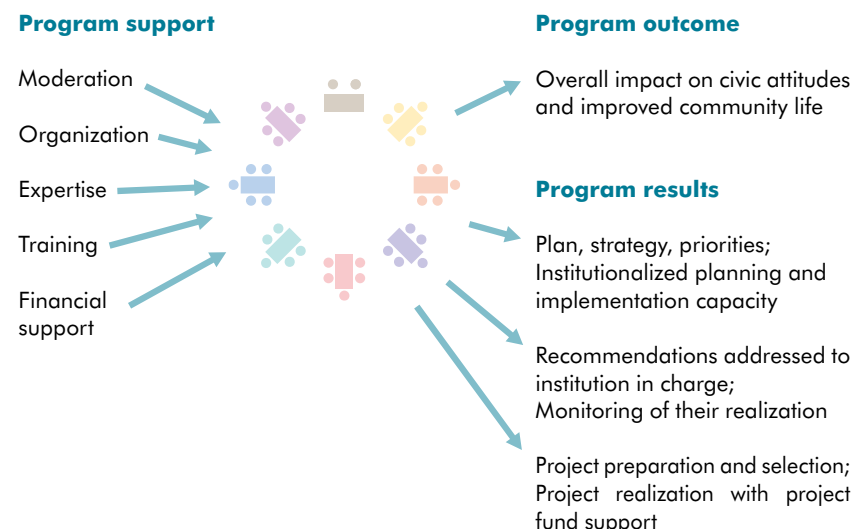 Program support
Moderation
Organization
Expertise
Training
Financial
support
Program outcome
Overall impact on civic attitudes
and improved community life
Program results
Plan, strategy, priorities;
Institutionalized planning and
implementation capacity
Recommendations addressed to
institution in charge;
Monitoring of their realization
Project preparation and selection;
Project realization with project
fund support